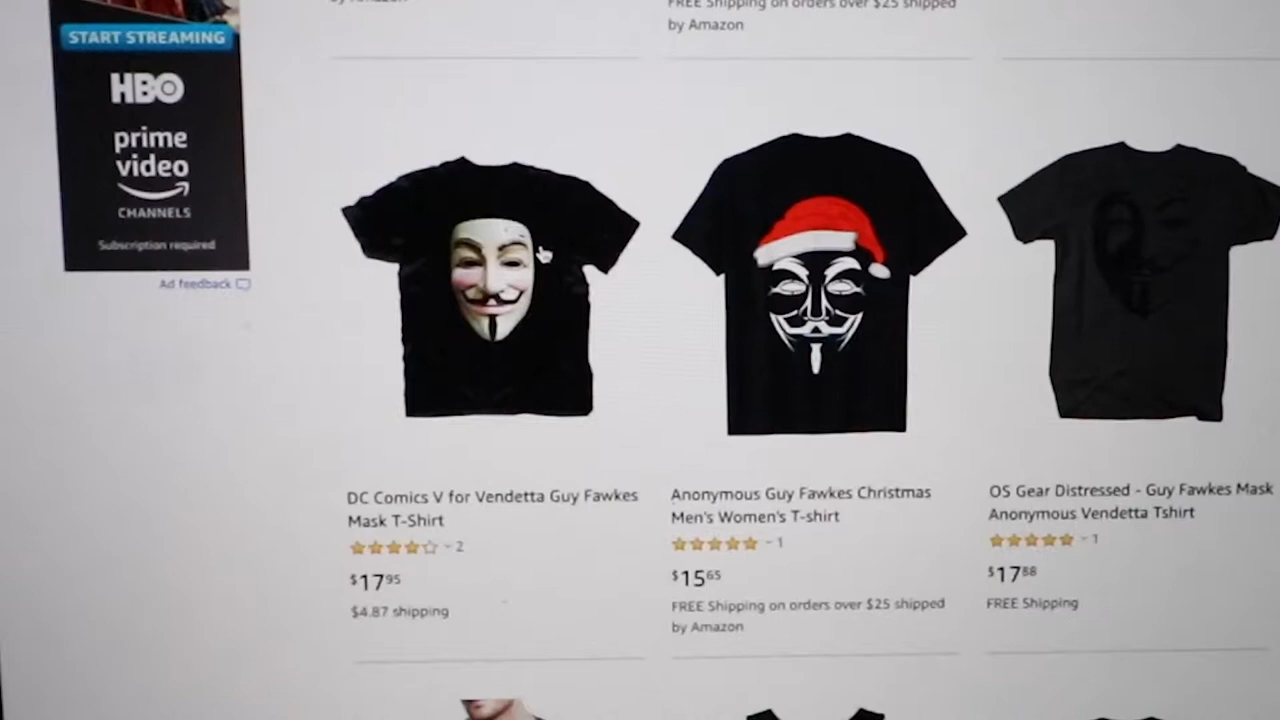 by Amazon
FREE Shipping on orders over $25 shipped
by Amazon
START STREAMING
HBO
prime
video
CHANNELS
Subscription required
Ad feedback
DC Comics V for Vendetta Guy Fawkes
Mask T-Shirt
2
$17.95
$4.87 shipping
Anonymous Guy Fawkes Christmas
Men's Women's T-shirt
1
$15.65
FREE Shipping on orders over $25 shipped
by Amazon
OS Gear Distressed - Guy Fawkes Mask
Anonymous Vendetta Tshirt
1
$17.88
FREE Shipping